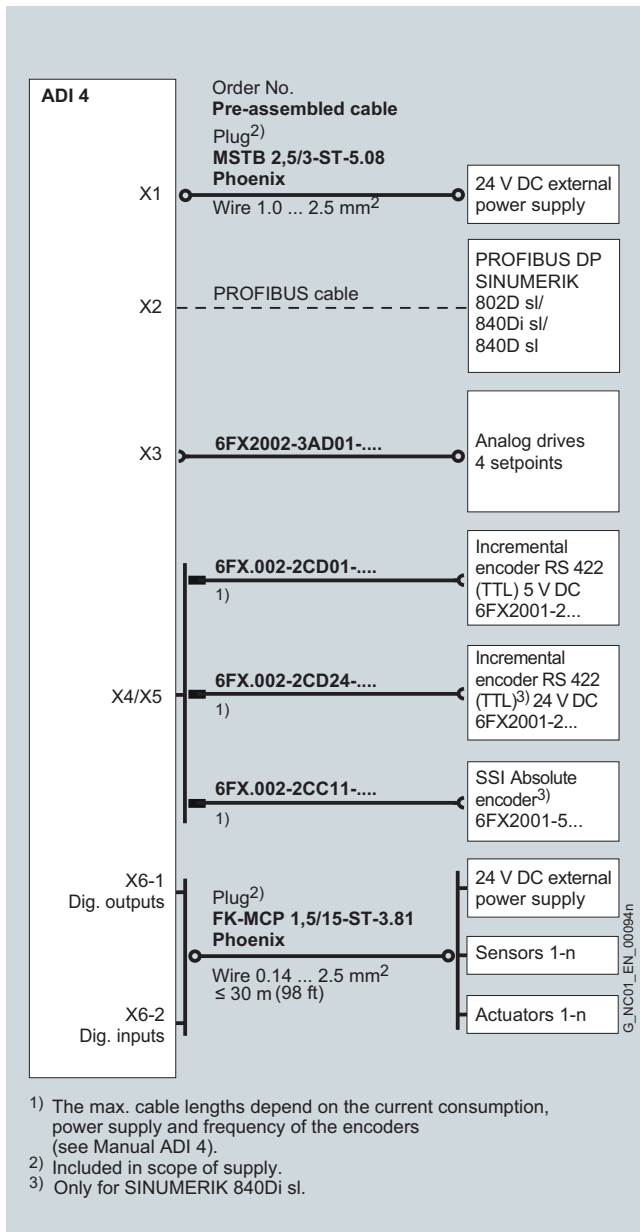 ADI 4
Order No.
Pre-assembled cable
Plug2)
MSTB 2,5/3-ST-5.08
Phoenix
X1
Wire 1.0 ... 2.5 mm2
24 V DC external
power supply
X2
PROFIBUS cable
PROFIBUS DP
SINUMERIK
802D sl/
840Di sl/
840D sl
X3
6FX2002-3AD01-....
Analog drives
4 setpoints
X4/X5
6FX.002-2CD01-....
1)
Incremental
encoder RS 422
(TTL) 5 V DC
6FX2001-2...
6FX.002-2CD24-....
1)
Incremental
encoder RS 422
(TTL)3) 24 V DC
6FX2001-2...
6FX.002-2CC11-....
1)
SSI Absolute
encoder3)
6FX2001-5...
X6-1
Dig. outputs
X6-2
Dig. inputs
Plug2)
FK-MCP 1,5/15-ST-3.81
Phoenix
Wire 0.14 ... 2.5 mm2
≤ 30 m (98 ft)
24 V DC external
power supply
Sensors 1-n
Actuators 1-n
G_NC01_EN_00094n
1) The max. cable lengths depend on the current consumption,
power supply and frequency of the encoders
(see Manual ADI 4).
2) Included in scope of supply.
3) Only for SINUMERIK 840Di sl.